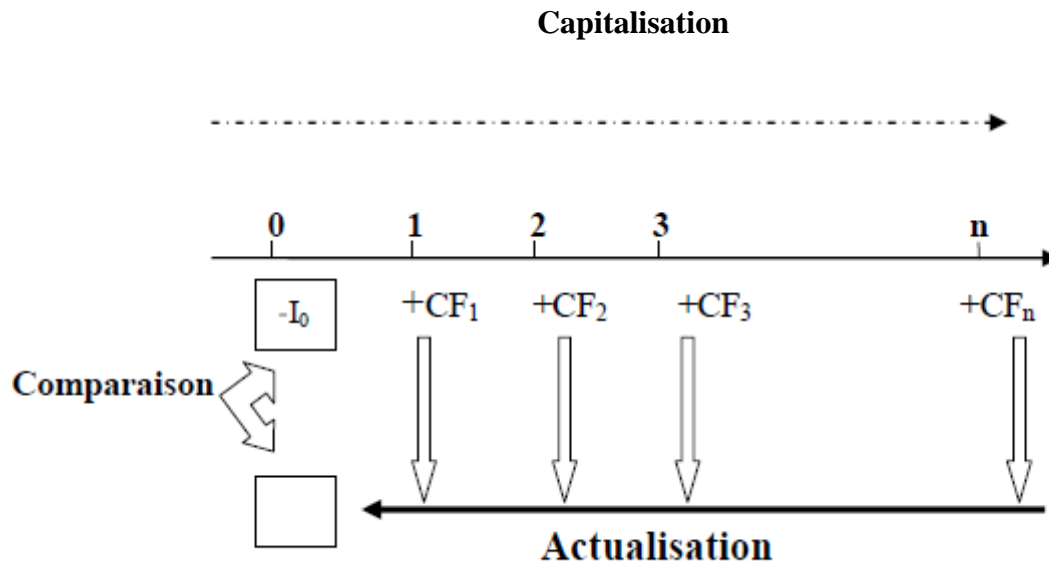 Capitalisation
0 1 2 3 n
-I₀ +CF₁ +CF₂ +CF₃ +CFₙ
Comparaison
Actualisation